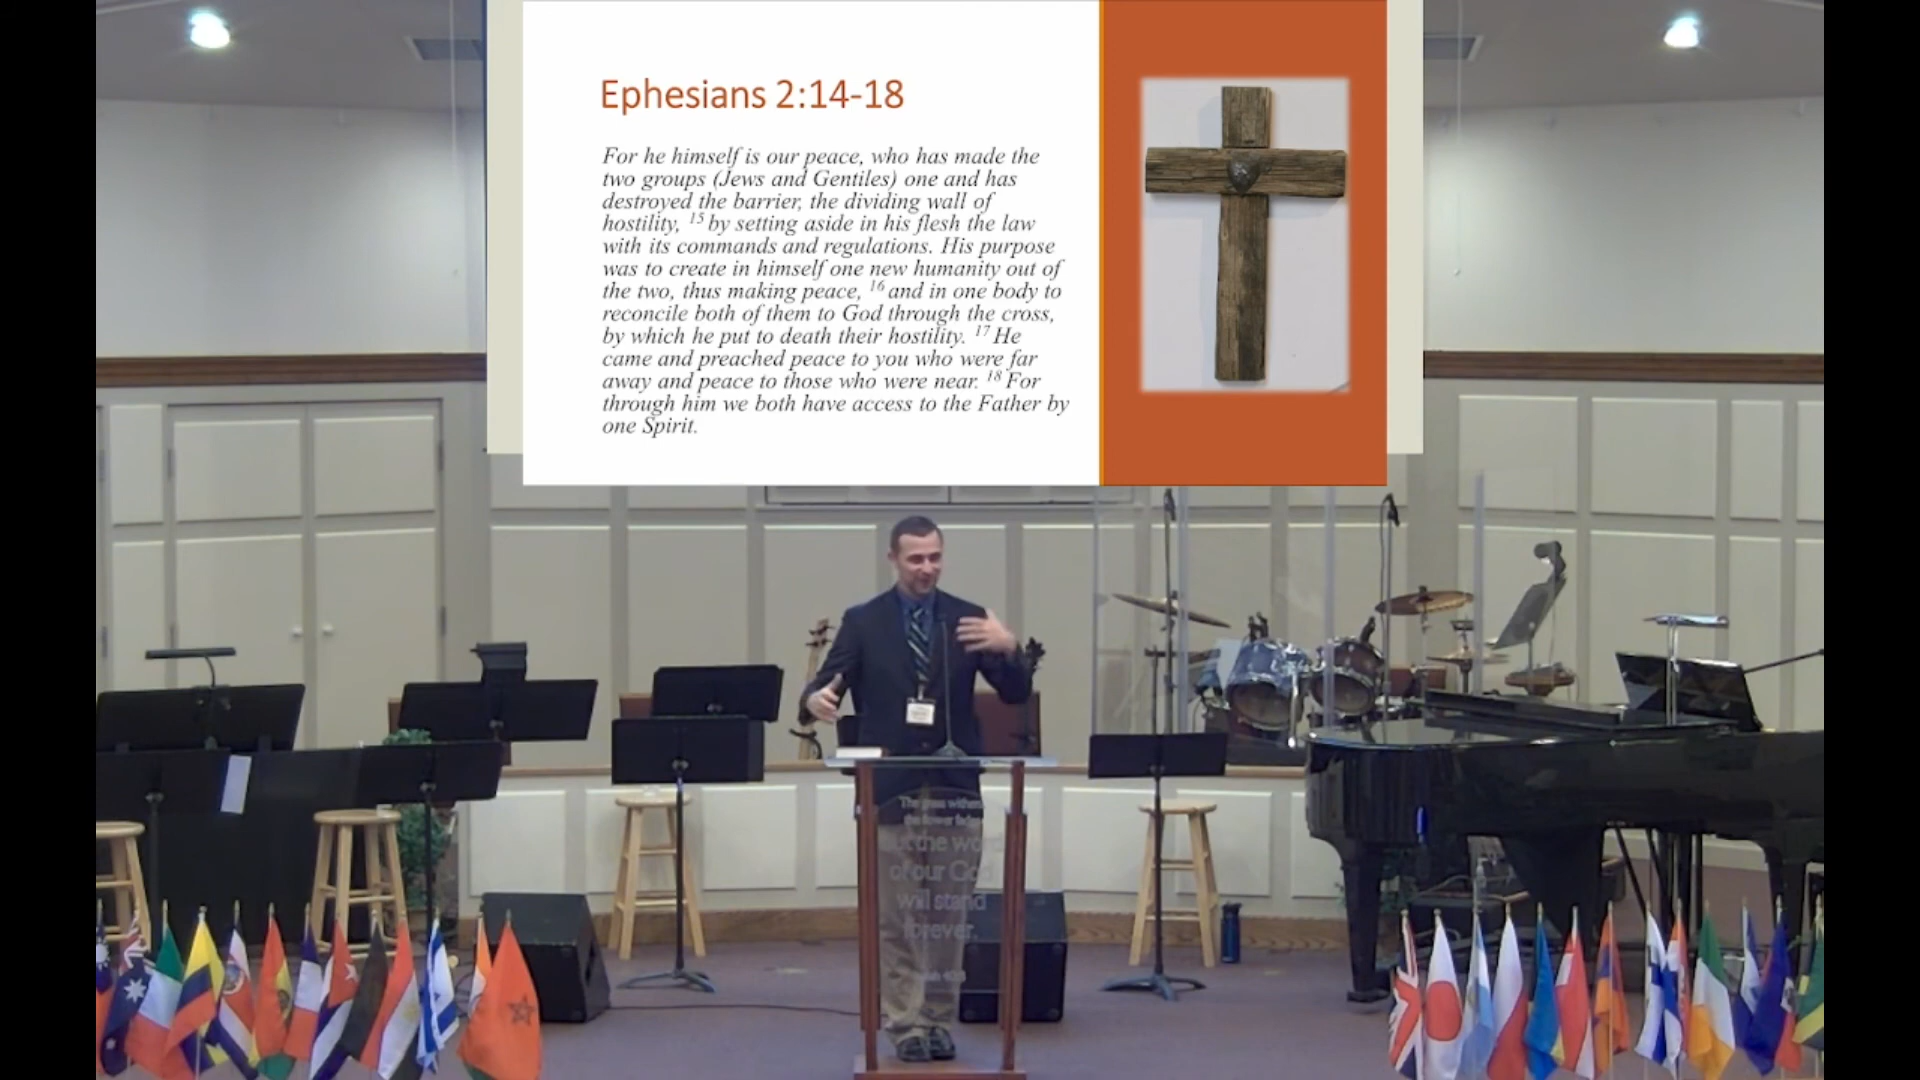 Ephesians 2:14-18
For he himself is our peace, who has made the
two groups (Jews and Gentiles) one and has
destroyed the barrier, the dividing wall of
hostility, 15 by setting aside in his flesh the law
with its commands and regulations. His purpose
was to create in himself one new humanity out of
the two, thus making peace, 16 and in one body to
reconcile both of them to God through the cross,
by which he put to death their hostility. 17 He
came and preached peace to you who were far
away and peace to those who were near. 18 For
through him we both have access to the Father by
one Spirit.
The grass
the flower
the
of our God
will stand
forever.